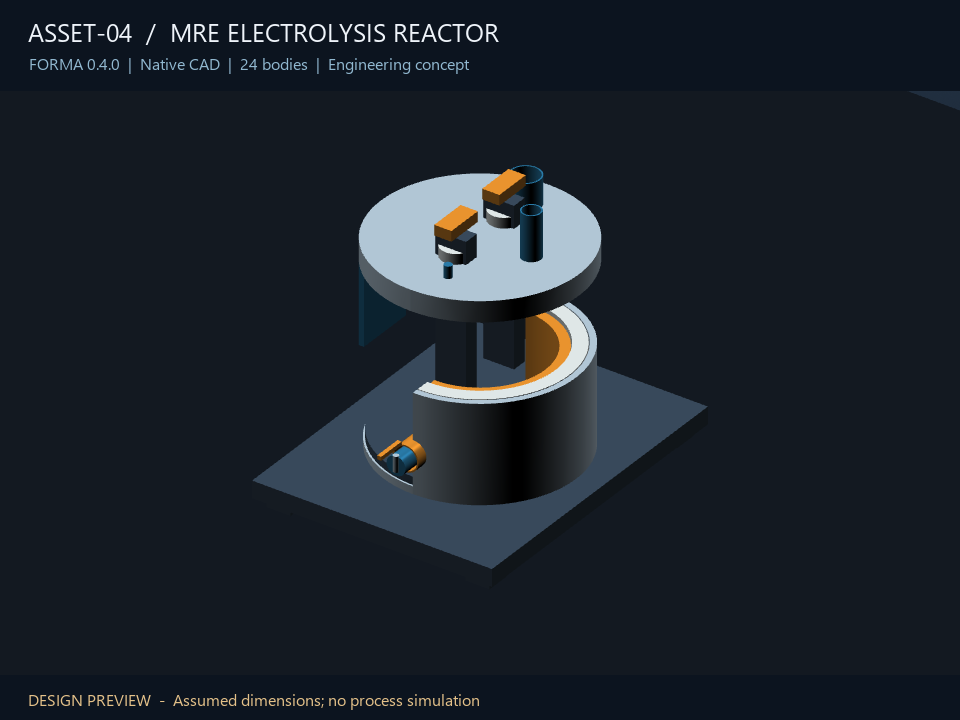 ASSET-04 / MRE ELECTROLYSIS REACTOR
FORMA 0.4.0 | Native CAD | 24 bodies | Engineering concept
DESIGN PREVIEW - Assumed dimensions; no process simulation